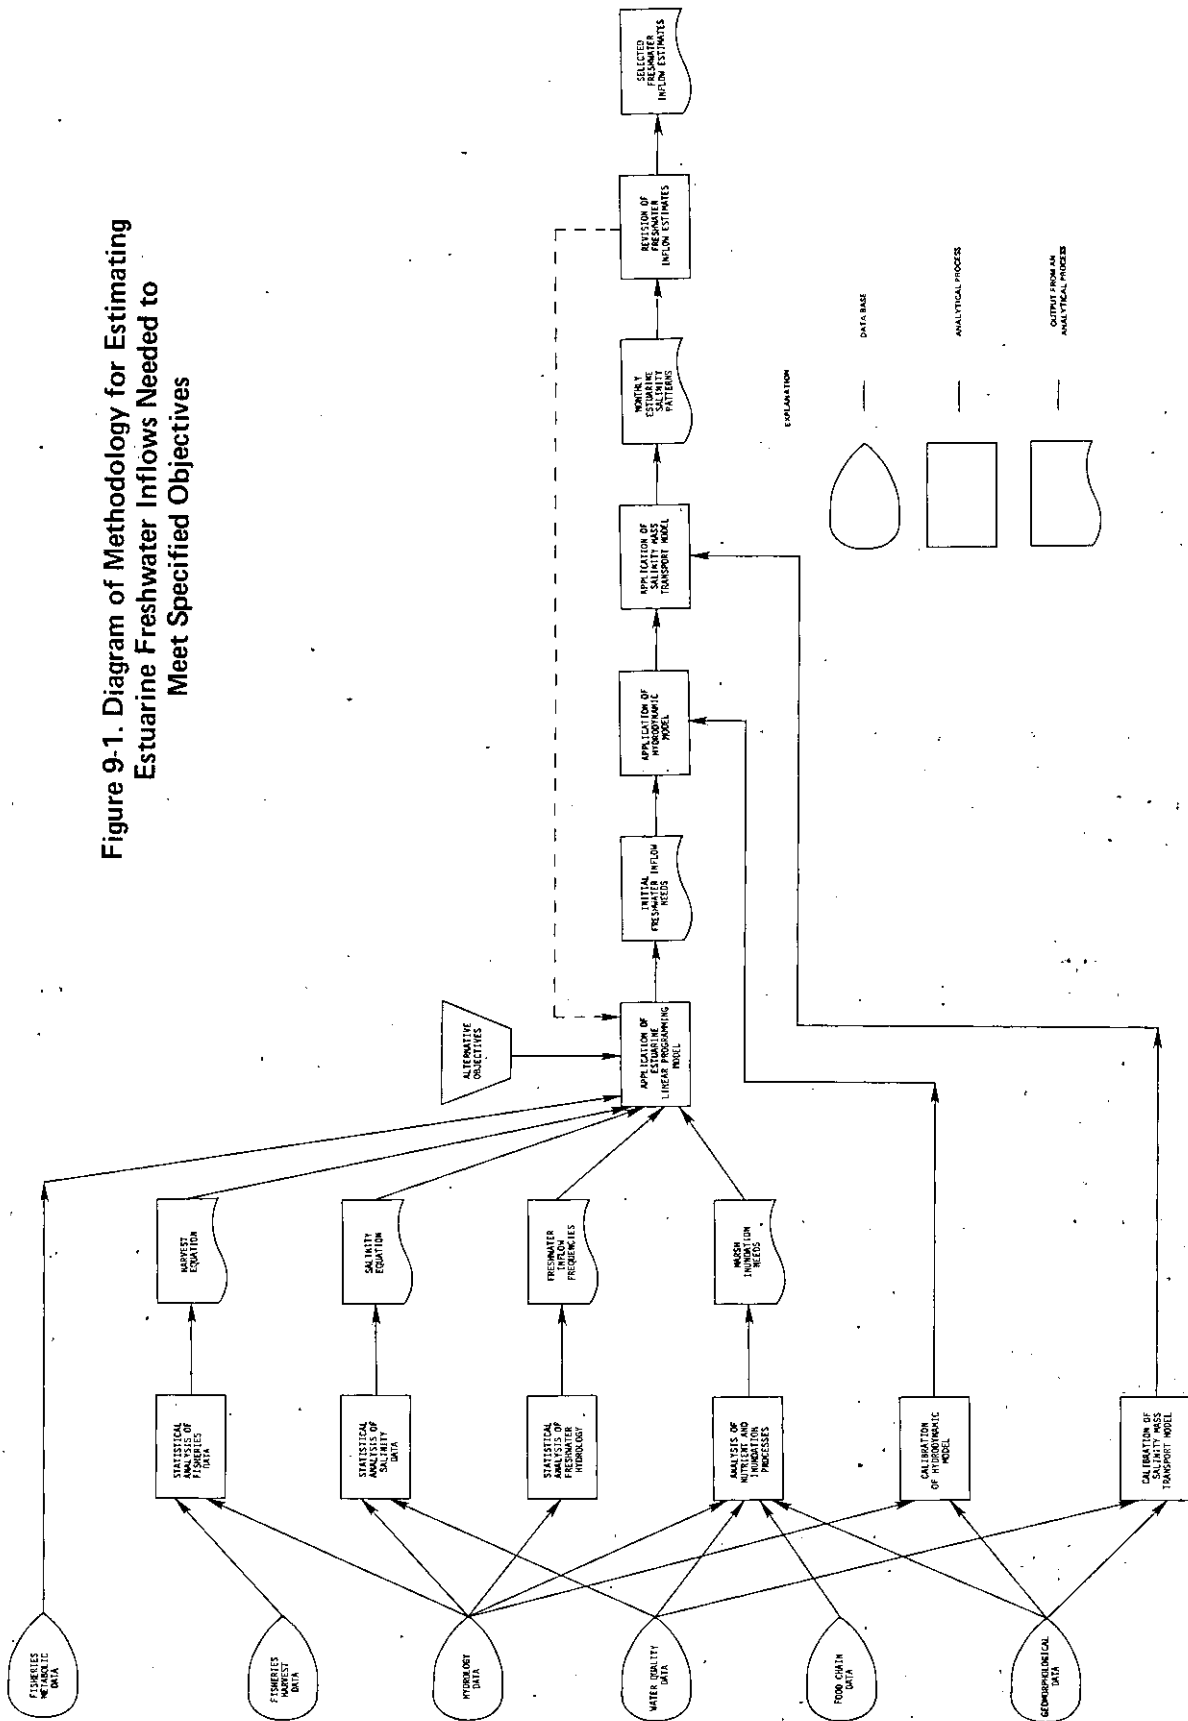 Figure 9-1. Diagram of Methodology for Estimating
Estuarine Freshwater Inflows Needed to
Meet Specified Objectives
FISHERIES
METABOLIC
DATA
FISHERIES
HARVEST
DATA
HYDROLOGY
DATA
WATER QUALITY
DATA
FOOD CHAIN
DATA
GEOMORPHOLOGICAL
DATA
STATISTICAL
ANALYSIS OF
FISHERIES
DATA
STATISTICAL
ANALYSIS OF
SALINITY
DATA
STATISTICAL
ANALYSIS OF
FRESHWATER
HYDROLOGY
ANALYSIS OF
NUTRIENT AND
INUNDATION
PROCESSES
CALIBRATION
OF HYDRODYNAMIC
MODEL
CALIBRATION OF
SALINITY MASS
TRANSPORT MODEL
HARVEST
EQUATION
SALINITY
EQUATION
FRESHWATER
INFLOW
FREQUENCIES
MARSH
INUNDATION
NEEDS
ALTERNATIVE
OBJECTIVES
APPLICATION OF
ESTUARINE
LINEAR PROGRAMMING
MODEL
INITIAL
FRESHWATER INFLOW
NEEDS
APPLICATION OF
HYDRODYNAMIC
MODEL
APPLICATION OF
SALINITY MASS
TRANSPORT MODEL
MONTHLY
ESTUARINE
SALINITY
PATTERNS
REVISION OF
FRESHWATER
INFLOW ESTIMATES
SELECTED
FRESHWATER
INFLOW ESTIMATES
EXPLANATION
DATA BASE
ANALYTICAL PROCESS
OUTPUT FROM AN
ANALYTICAL PROCESS